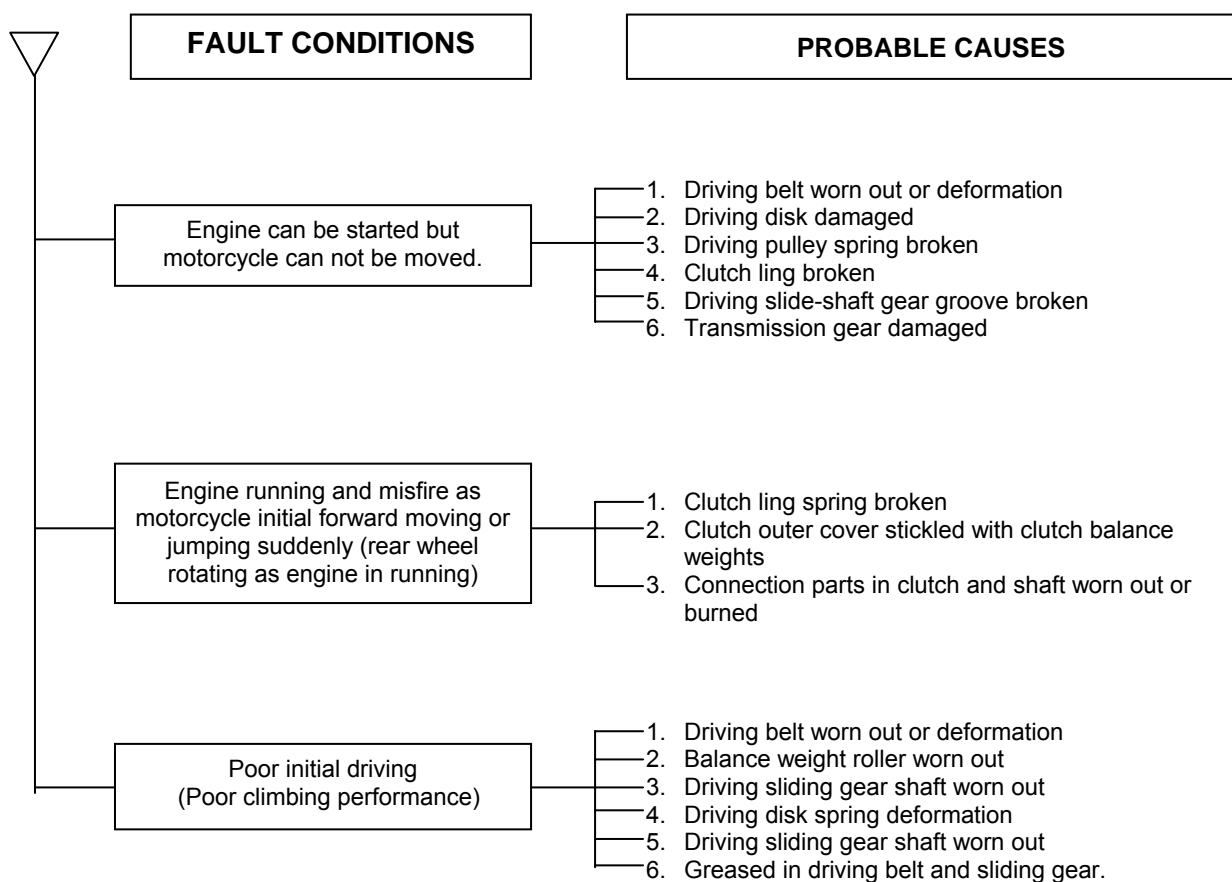 FAULT CONDITIONS
PROBABLE CAUSES
Engine can be started but
motorcycle can not be moved.
1. Driving belt worn out or deformation
2. Driving disk damaged
3. Driving pulley spring broken
4. Clutch ling broken
5. Driving slide-shaft gear groove broken
6. Transmission gear damaged
Engine running and misfire as
motorcycle initial forward moving or
jumping suddenly (rear wheel
rotating as engine in running)
1. Clutch ling spring broken
2. Clutch outer cover stickled with clutch balance
weights
3. Connection parts in clutch and shaft worn out or
burned
Poor initial driving
(Poor climbing performance)
1. Driving belt worn out or deformation
2. Balance weight roller worn out
3. Driving sliding gear shaft worn out
4. Driving disk spring deformation
5. Driving sliding gear shaft worn out
6. Greased in driving belt and sliding gear.